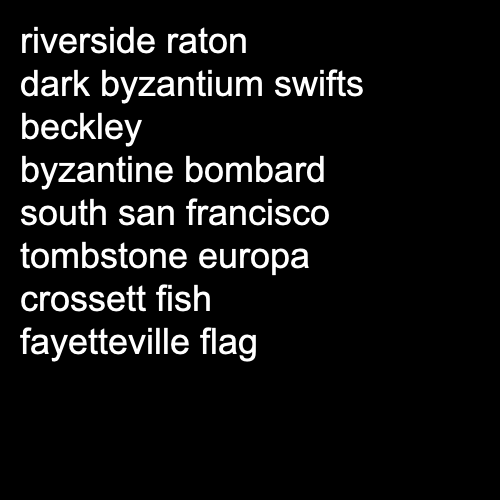 riverside raton
dark byzantium swifts
beckley
byzantine bombard
south san francisco
tombstone europa
crossett fish
fayetteville flag